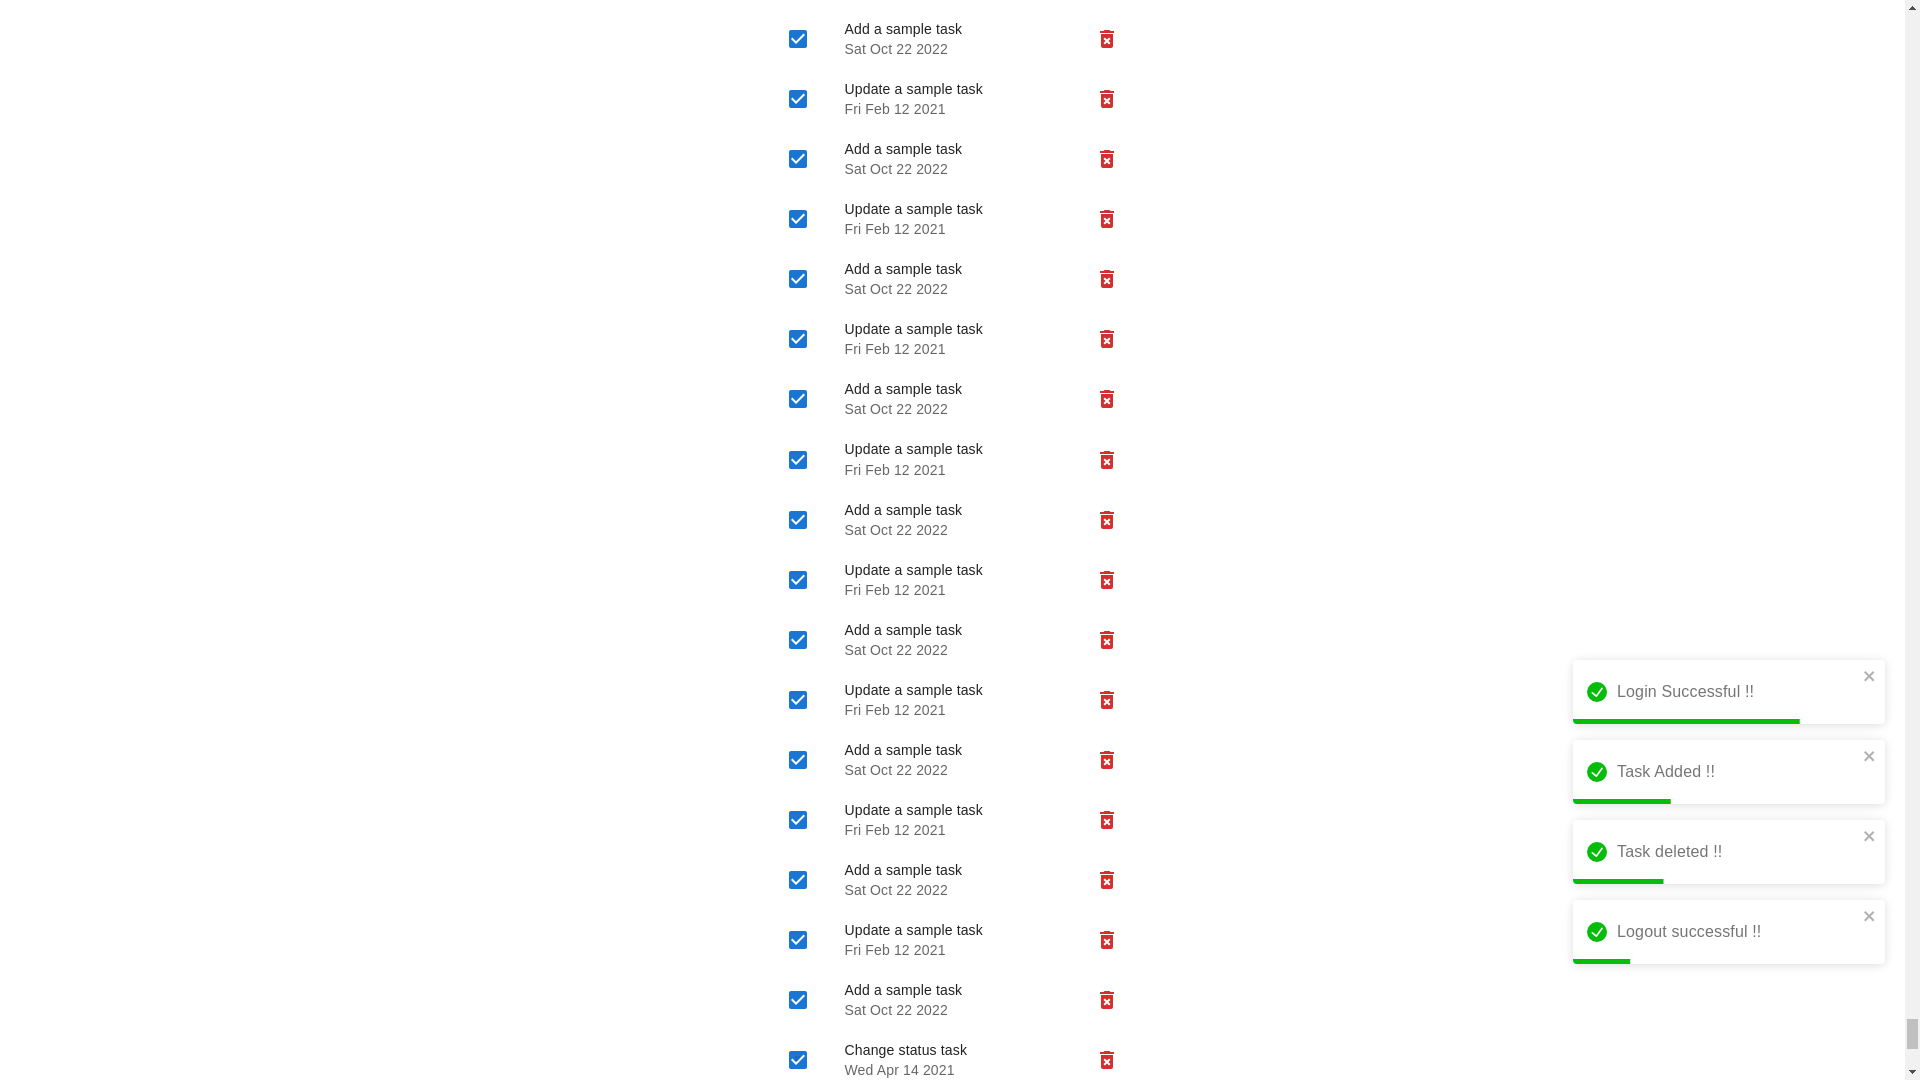 Add a sample task
Sat Oct 22 2022
Update a sample task
Fri Feb 12 2021
Add a sample task
Sat Oct 22 2022
Update a sample task
Fri Feb 12 2021
Add a sample task
Sat Oct 22 2022
Update a sample task
Fri Feb 12 2021
Add a sample task
Sat Oct 22 2022
Update a sample task
Fri Feb 12 2021
Add a sample task
Sat Oct 22 2022
Update a sample task
Fri Feb 12 2021
Add a sample task
Sat Oct 22 2022
Update a sample task
Fri Feb 12 2021
Add a sample task
Sat Oct 22 2022
Update a sample task
Fri Feb 12 2021
Add a sample task
Sat Oct 22 2022
Update a sample task
Fri Feb 12 2021
Add a sample task
Sat Oct 22 2022
Change status task
Wed Apr 14 2021
Login Successful !!
Task Added !!
Task deleted !!
Logout successful !!